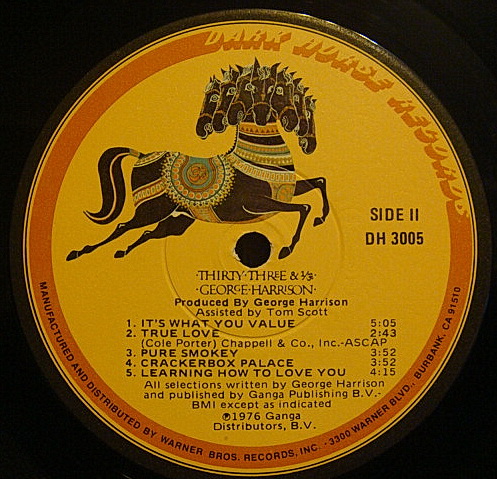 DARK HORSE RECORDS
SIDE II
DH 3005
·THIRTY·THREE & 1/3·
·GEORGE·HARRISON·
Produced By George Harrison
Assisted by Tom Scott
1. IT'S WHAT YOU VALUE 5:05
2. TRUE LOVE 2:43
(Cole Porter) Chappell & Co., Inc.-ASCAP
3. PURE SMOKEY 3:52
4. CRACKERBOX PALACE 3:52
5. LEARNING HOW TO LOVE YOU 4:15
All selections written by George Harrison
and published by Ganga Publishing B.V.-
BMI except as indicated
℗1976 Ganga
Distributors, B.V.
MANUFACTURED AND DISTRIBUTED BY WARNER BROS. RECORDS, INC. · 3300 WARNER BLVD., BURBANK, CA 91510